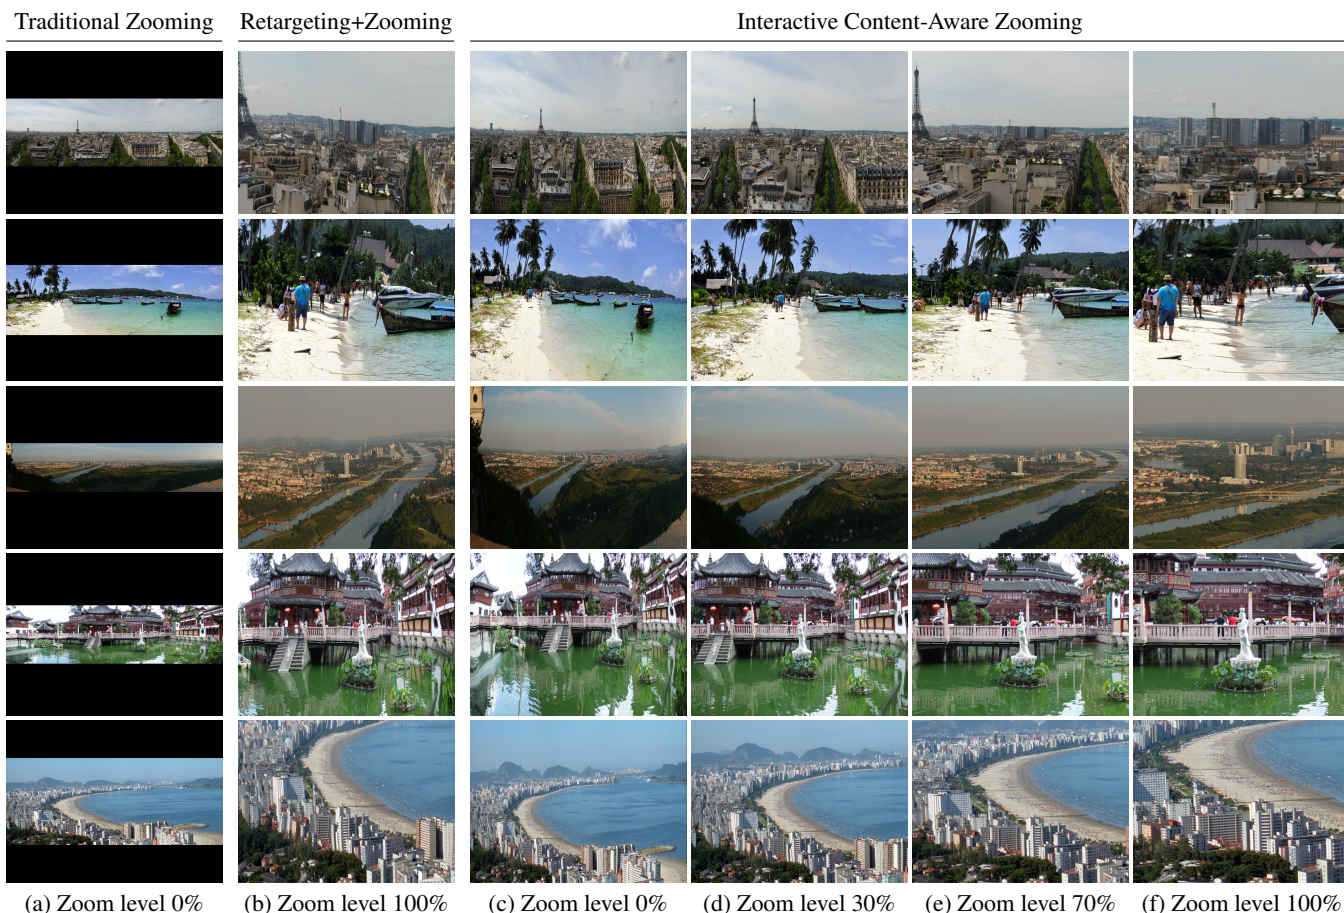 Traditional Zooming
Retargeting+Zooming
Interactive Content-Aware Zooming
(a) Zoom level 0%
(b) Zoom level 100%
(c) Zoom level 0%
(d) Zoom level 30%
(e) Zoom level 70%
(f) Zoom level 100%